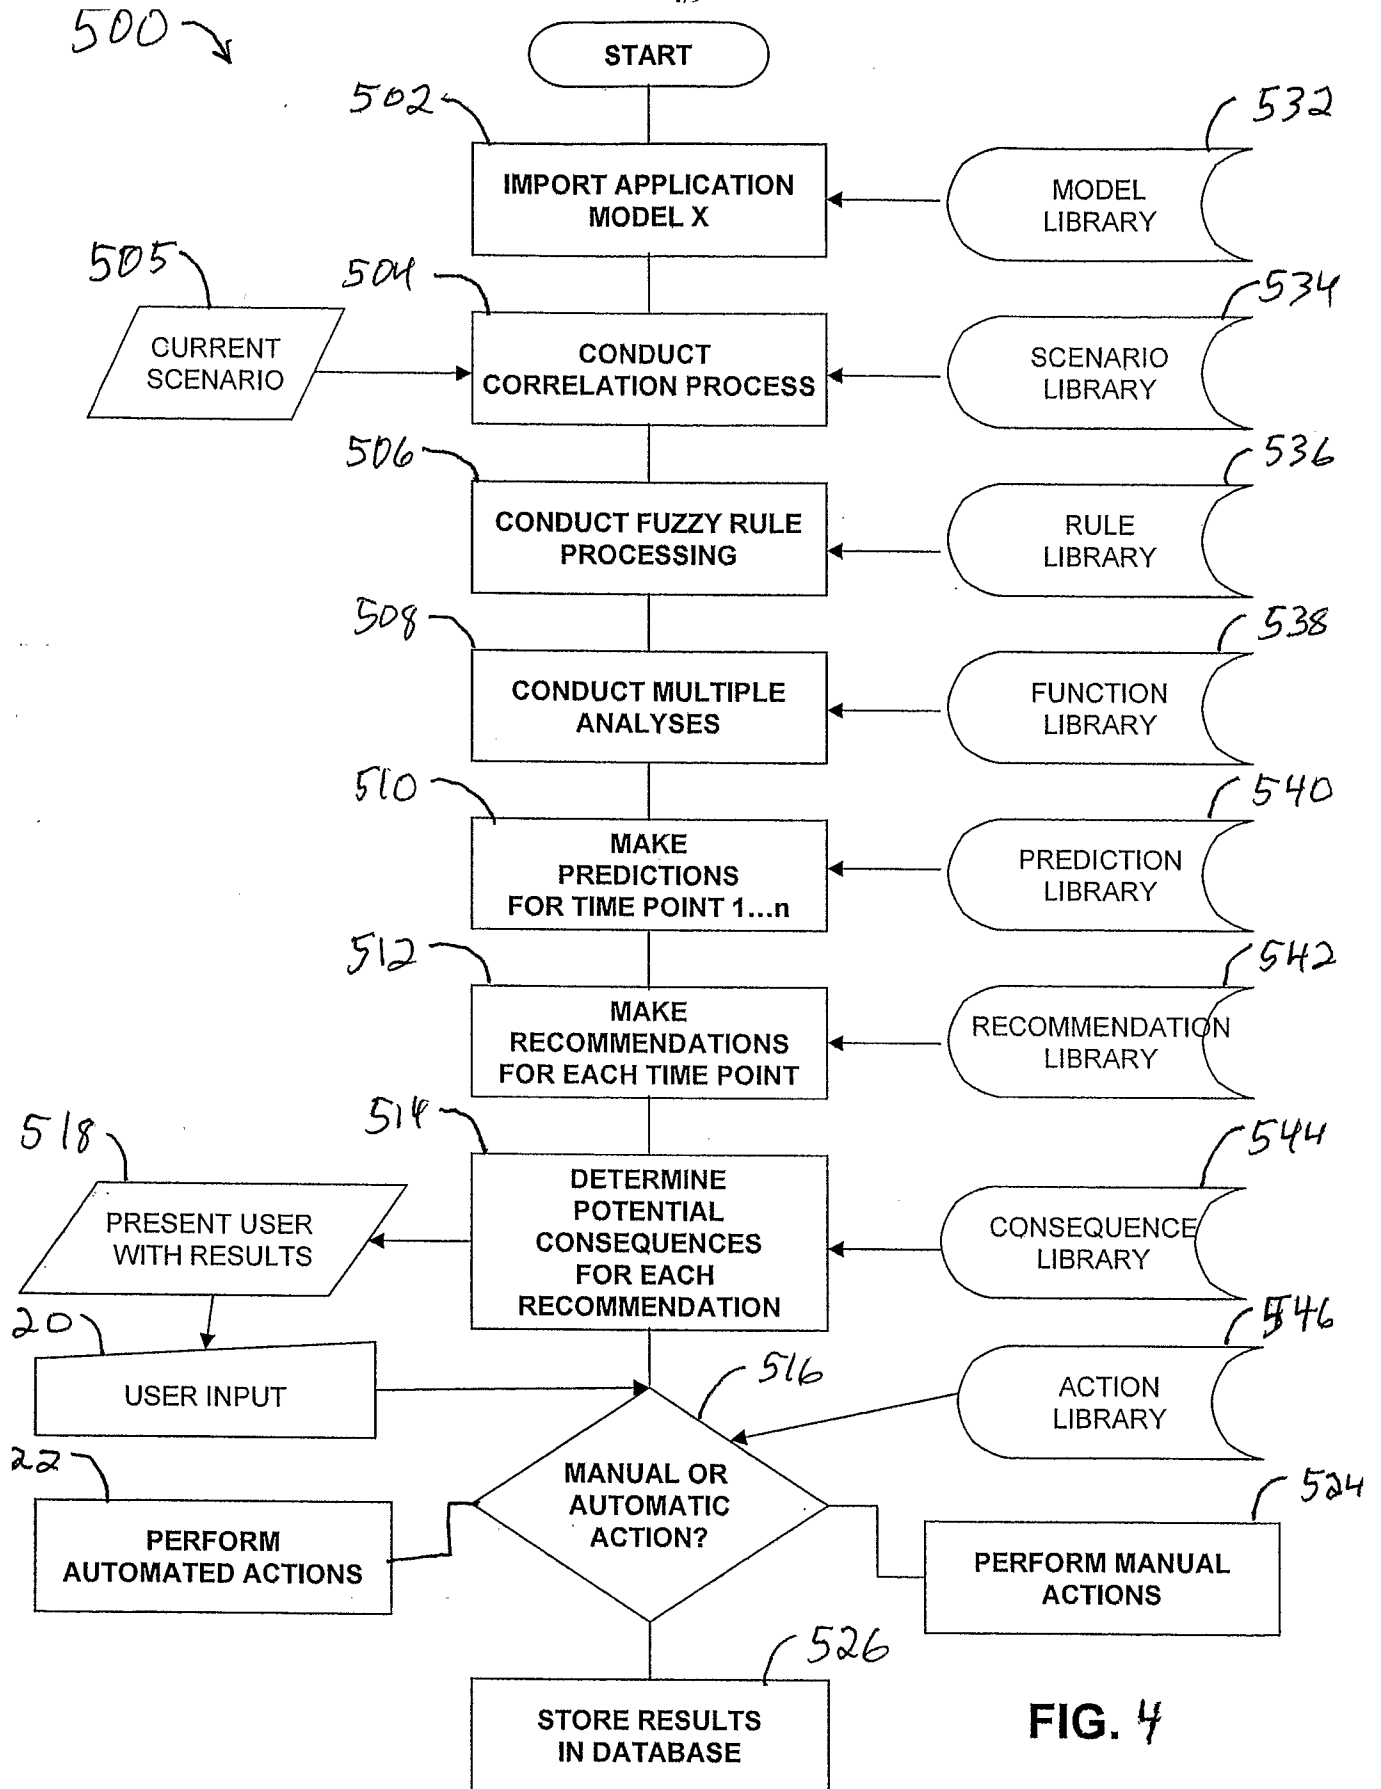 500
START
502
532
IMPORT APPLICATION
MODEL X
MODEL
LIBRARY
505
504
534
CURRENT
SCENARIO
CONDUCT
CORRELATION PROCESS
SCENARIO
LIBRARY
506
536
CONDUCT FUZZY RULE
PROCESSING
RULE
LIBRARY
508
538
CONDUCT MULTIPLE
ANALYSES
FUNCTION
LIBRARY
510
540
MAKE
PREDICTIONS
FOR TIME POINT 1...n
PREDICTION
LIBRARY
512
542
MAKE
RECOMMENDATIONS
FOR EACH TIME POINT
RECOMMENDATION
LIBRARY
518
514
544
PRESENT USER
WITH RESULTS
DETERMINE
POTENTIAL
CONSEQUENCES
FOR EACH
RECOMMENDATION
CONSEQUENCE
LIBRARY
20
546
USER INPUT
516
ACTION
LIBRARY
22
MANUAL OR
AUTOMATIC
ACTION?
524
PERFORM
AUTOMATED ACTIONS
PERFORM MANUAL
ACTIONS
526
STORE RESULTS
IN DATABASE
FIG. 4